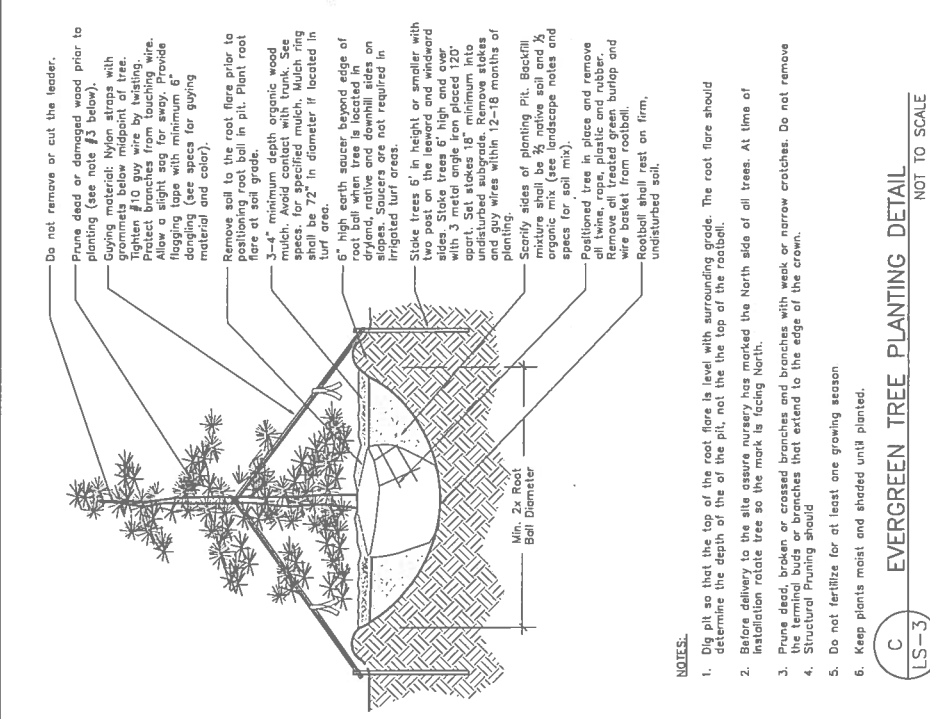 Do not remove or cut the leader.
Prune dead or damaged wood prior to
planting (see note #3 below).
Guying material: Nylon straps with
grommets below midpoint of tree.
Tighten #10 guy wire by twisting.
Protect branches from touching wire.
Allow a slight sag for sway. Provide
flagging tape with minimum 6"
dangling (see specs for guying
material and color).
Remove soil to the root flare prior to
positioning root ball in pit. Plant root
flare at soil grade.
3-4" minimum depth organic wood
mulch. Avoid contact with trunk. See
specs. for specified mulch. Mulch ring
shall be 72" in diameter if located in
turf area.
6" high earth saucer beyond edge of
root ball when tree is located in
dryland, native and downhill sides on
slopes. Saucers are not required in
irrigated turf areas.
Stake trees 6' in height or smaller with
two post on the leeward and windward
sides. Stake trees 6' high and over
with 3 metal angle iron placed 120°
apart. Set stakes 18" minimum into
undisturbed subgrade. Remove stakes
and guy wires within 12-18 months of
planting.
Scarify sides of planting Pit. Backfill
mixture shall be ⅔ native soil and ⅓
organic mix (see landscape notes and
specs for soil mix).
Positioned tree in place and remove
all twine, rope, plastic and rubber.
Remove all treated green burlap and
wire basket from rootball.
Rootball shall rest on firm,
undisturbed soil.
Min. 2x Root
Ball Diameter
NOTES:
1. Dig pit so that the top of the root flare is level with surrounding grade. The root flare should
determine the depth of the of the pit, not the the top of the rootball.
2. Before delivery to the site assure nursery has marked the North side of all trees. At time of
Installation rotate tree so the mark is facing North.
3. Prune dead, broken or crossed branches and branches with weak or narrow crotches. Do not remove
the terminal buds or branches that extend to the edge of the crown.
4. Structural Pruning should
5. Do not fertilize for at least one growing season
6. Keep plants moist and shaded until planted.
C
LS-3
EVERGREEN TREE PLANTING DETAIL
NOT TO SCALE